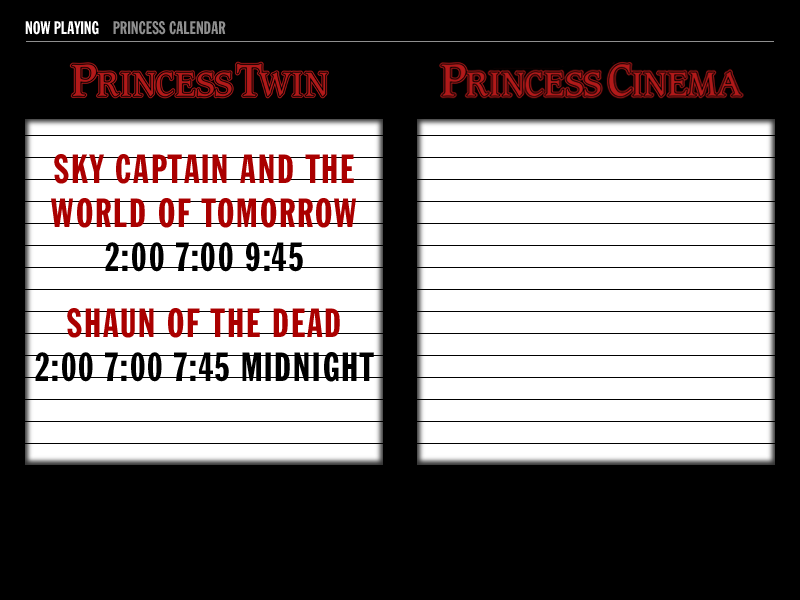 NOW PLAYING PRINCESS CALENDAR
PRINCESS TWIN
SKY CAPTAIN AND THE
WORLD OF TOMORROW
2:00 7:00 9:45
SHAUN OF THE DEAD
2:00 7:00 7:45 MIDNIGHT
PRINCESS CINEMA